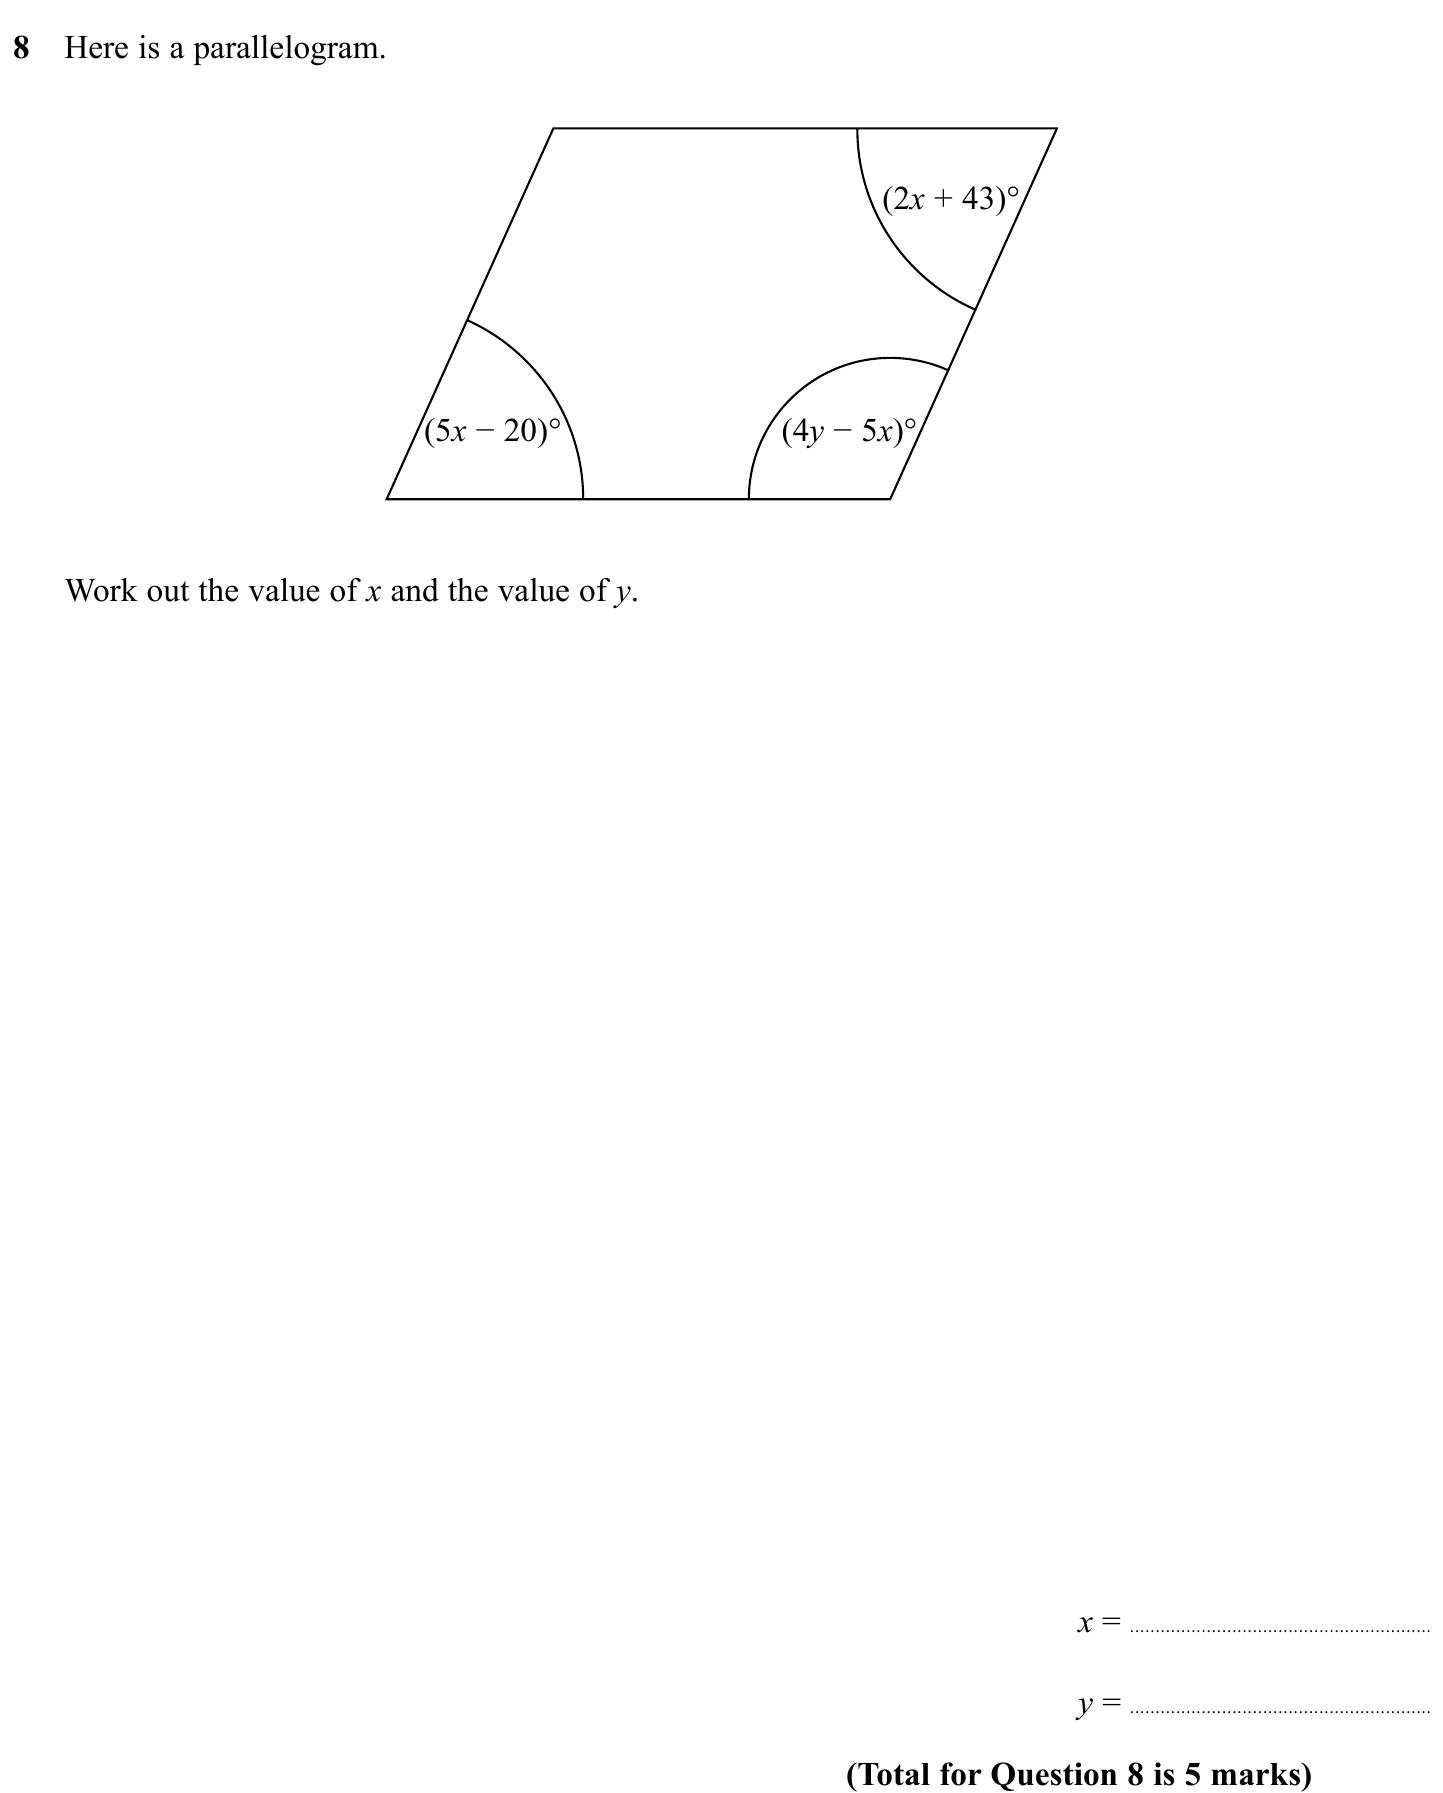 8 Here is a parallelogram.
(2x + 43)°
(5x − 20)° (4y − 5x)°
Work out the value of x and the value of y.
x = ........................................................
y = ........................................................
(Total for Question 8 is 5 marks)